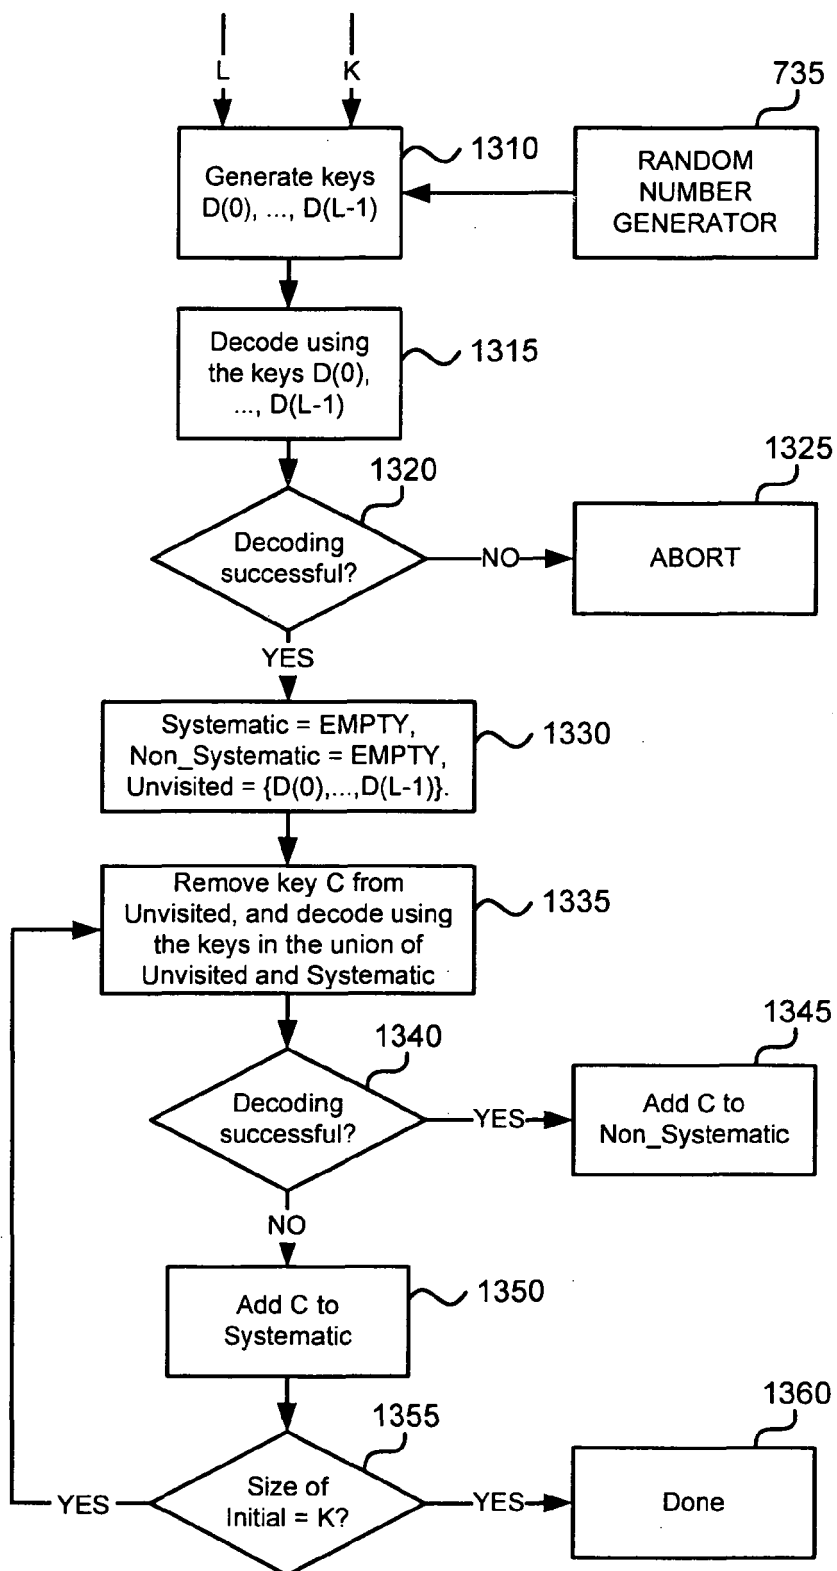 L
K
735
1310
Generate keys
D(0), ..., D(L-1)
RANDOM
NUMBER
GENERATOR
Decode using
the keys D(0),
..., D(L-1)
1315
1320
1325
Decoding
successful?
NO
ABORT
YES
Systematic = EMPTY,
Non_Systematic = EMPTY,
Unvisited = {D(0),...,D(L-1)}.
1330
Remove key C from
Unvisited, and decode using
the keys in the union of
Unvisited and Systematic
1335
1340
1345
Decoding
successful?
YES
Add C to
Non_Systematic
NO
Add C to
Systematic
1350
1355
1360
YES
Size of
Initial = K?
YES
Done